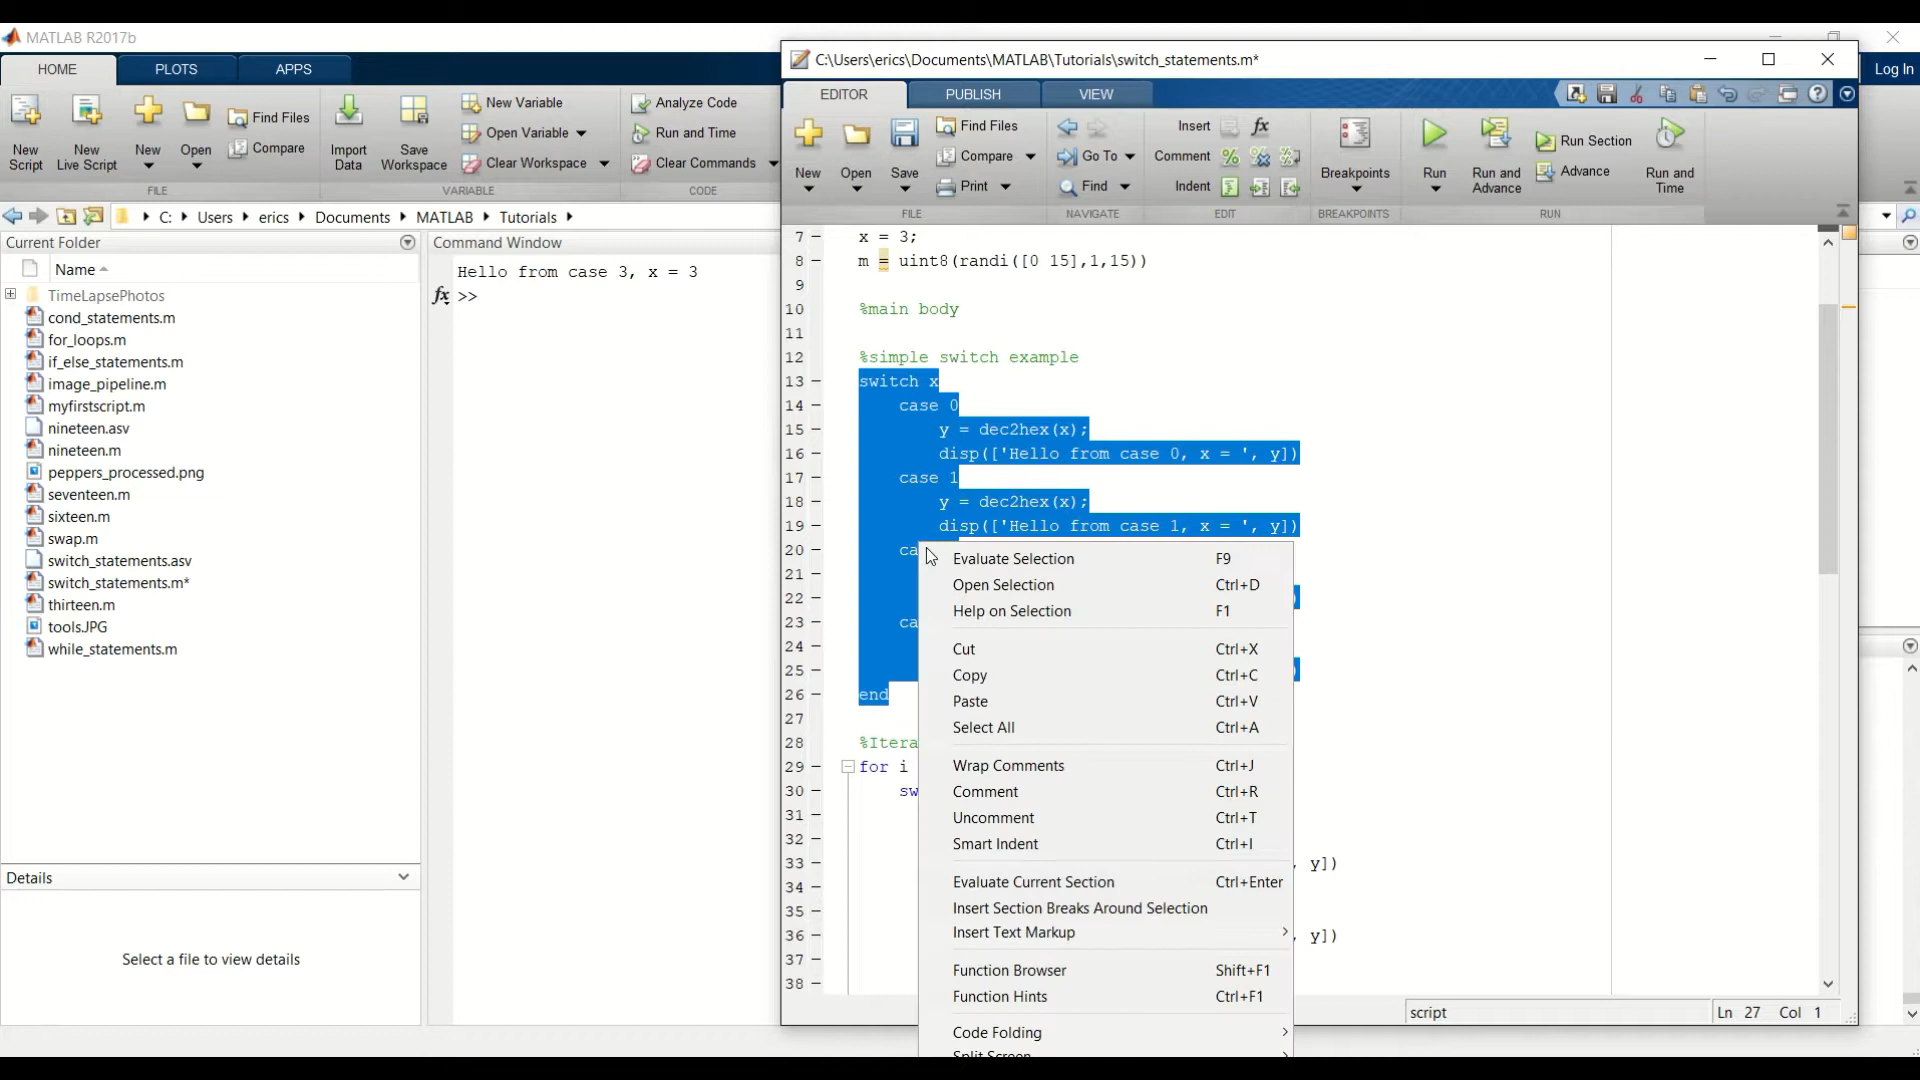 MATLAB R2017b
HOME PLOTS APPS
Log In
New Script
New Live Script
New
Open
Find Files
Compare
Import Data
Save Workspace
New Variable
Open Variable
Clear Workspace
Analyze Code
Run and Time
Clear Commands
FILE VARIABLE CODE
C: Users erics Documents MATLAB Tutorials
Current Folder
Name
TimeLapsePhotos
cond_statements.m
for_loops.m
if_else_statements.m
image_pipeline.m
myfirstscript.m
nineteen.asv
nineteen.m
peppers_processed.png
seventeen.m
sixteen.m
swap.m
switch_statements.asv
switch_statements.m*
thirteen.m
tools.JPG
while_statements.m
Details
Select a file to view details
Command Window
Hello from case 3, x = 3
fx >>
C:\Users\erics\Documents\MATLAB\Tutorials\switch_statements.m*
EDITOR PUBLISH VIEW
New
Open
Save
Find Files
Compare
Print
Go To
Find
Insert fx
Comment
Indent
Breakpoints
Run
Run and Advance
Run Section
Advance
Run and Time
FILE NAVIGATE EDIT BREAKPOINTS RUN
7 – x = 3;
8 – m = uint8(randi([0 15],1,15))
9
10 %main body
11
12 %simple switch example
13 – switch x
14 – case 0
15 – y = dec2hex(x);
16 – disp(['Hello from case 0, x = ', y])
17 – case 1
18 – y = dec2hex(x);
19 – disp(['Hello from case 1, x = ', y])
20 – ca
21 –
22 –
23 – ca
24 –
25 –
26 – end
27
28 %Itera
29 – for i
30 – sw
31 –
32 –
33 – , y])
34 –
35 –
36 – , y])
37 –
38 –
Evaluate Selection F9
Open Selection Ctrl+D
Help on Selection F1
Cut Ctrl+X
Copy Ctrl+C
Paste Ctrl+V
Select All Ctrl+A
Wrap Comments Ctrl+J
Comment Ctrl+R
Uncomment Ctrl+T
Smart Indent Ctrl+I
Evaluate Current Section Ctrl+Enter
Insert Section Breaks Around Selection
Insert Text Markup
Function Browser Shift+F1
Function Hints Ctrl+F1
Code Folding
Split Screen
script Ln 27 Col 1